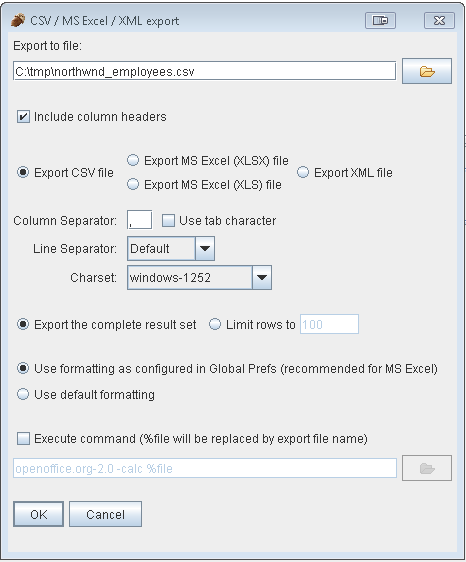 CSV / MS Excel / XML export
Export to file:
C:\tmp\northwnd_employees.csv
Include column headers
Export MS Excel (XLSX) file
Export CSV file
Export XML file
Export MS Excel (XLS) file
Column Separator: , Use tab character
Line Separator: Default
Charset: windows-1252
Export the complete result set Limit rows to 100
Use formatting as configured in Global Prefs (recommended for MS Excel)
Use default formatting
Execute command (%file will be replaced by export file name)
openoffice.org-2.0 -calc %file
OK Cancel